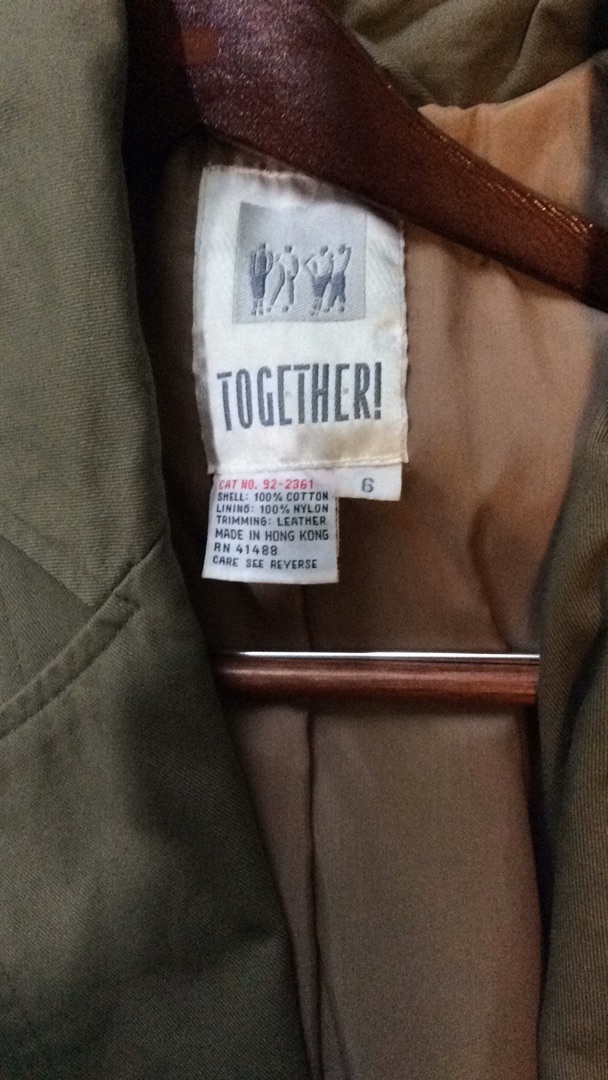 TOGETHER!
6
CAT NO. 92-2361
SHELL: 100% COTTON
LINING: 100% NYLON
TRIMMING: LEATHER
MADE IN HONG KONG
RN 41488
CARE SEE REVERSE